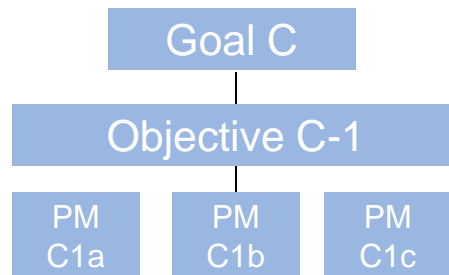 Goal C
Objective C-1
PM
C1a
PM
C1b
PM
C1c